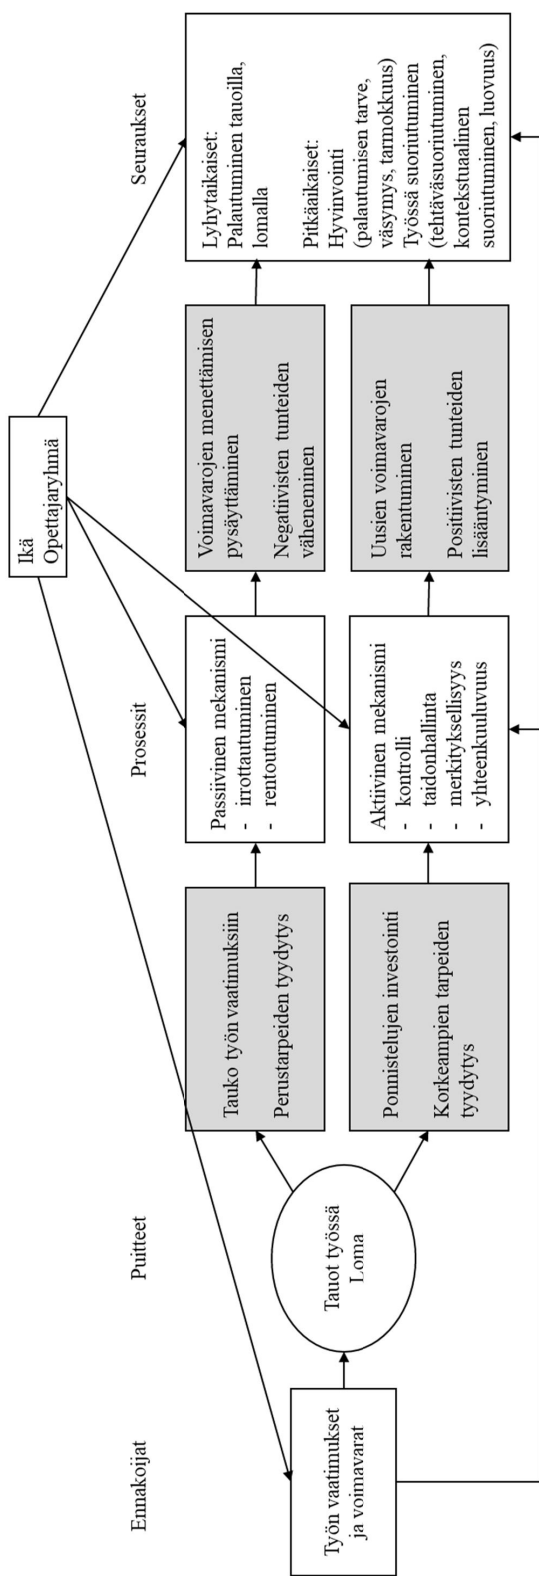 Ikä
Opettajaryhmä
Ennakoijat
Puitteet
Prosessit
Seuraukset
Työn vaatimukset
ja voimavarat
Tauot työssä
Loma
Tauko työn vaatimuksiin
Perustarpeiden tyydytys
Ponnistelujen investointi
Korkeampien tarpeiden
tyydytys
Passiivinen mekanismi
- irrottautuminen
- rentoutuminen
Aktiivinen mekanismi
- kontrolli
- taidonhallinta
- merkityksellisyys
- yhteenkuuluvuus
Voimavarojen menettämisen
pysäyttäminen
Negatiivisten tunteiden
väheneminen
Uusien voimavarojen
rakentuminen
Positiivisten tunteiden
lisääntyminen
Lyhytaikaiset:
Palautuminen tauoilla,
lomalla
Pitkäaikaiset:
Hyvinvointi
(palautumisen tarve,
väsymys, tarmokkuus)
Työssä suoriutuminen
(tehtäväsuoriutuminen,
kontekstuaalinen
suoriutuminen, luovuus)